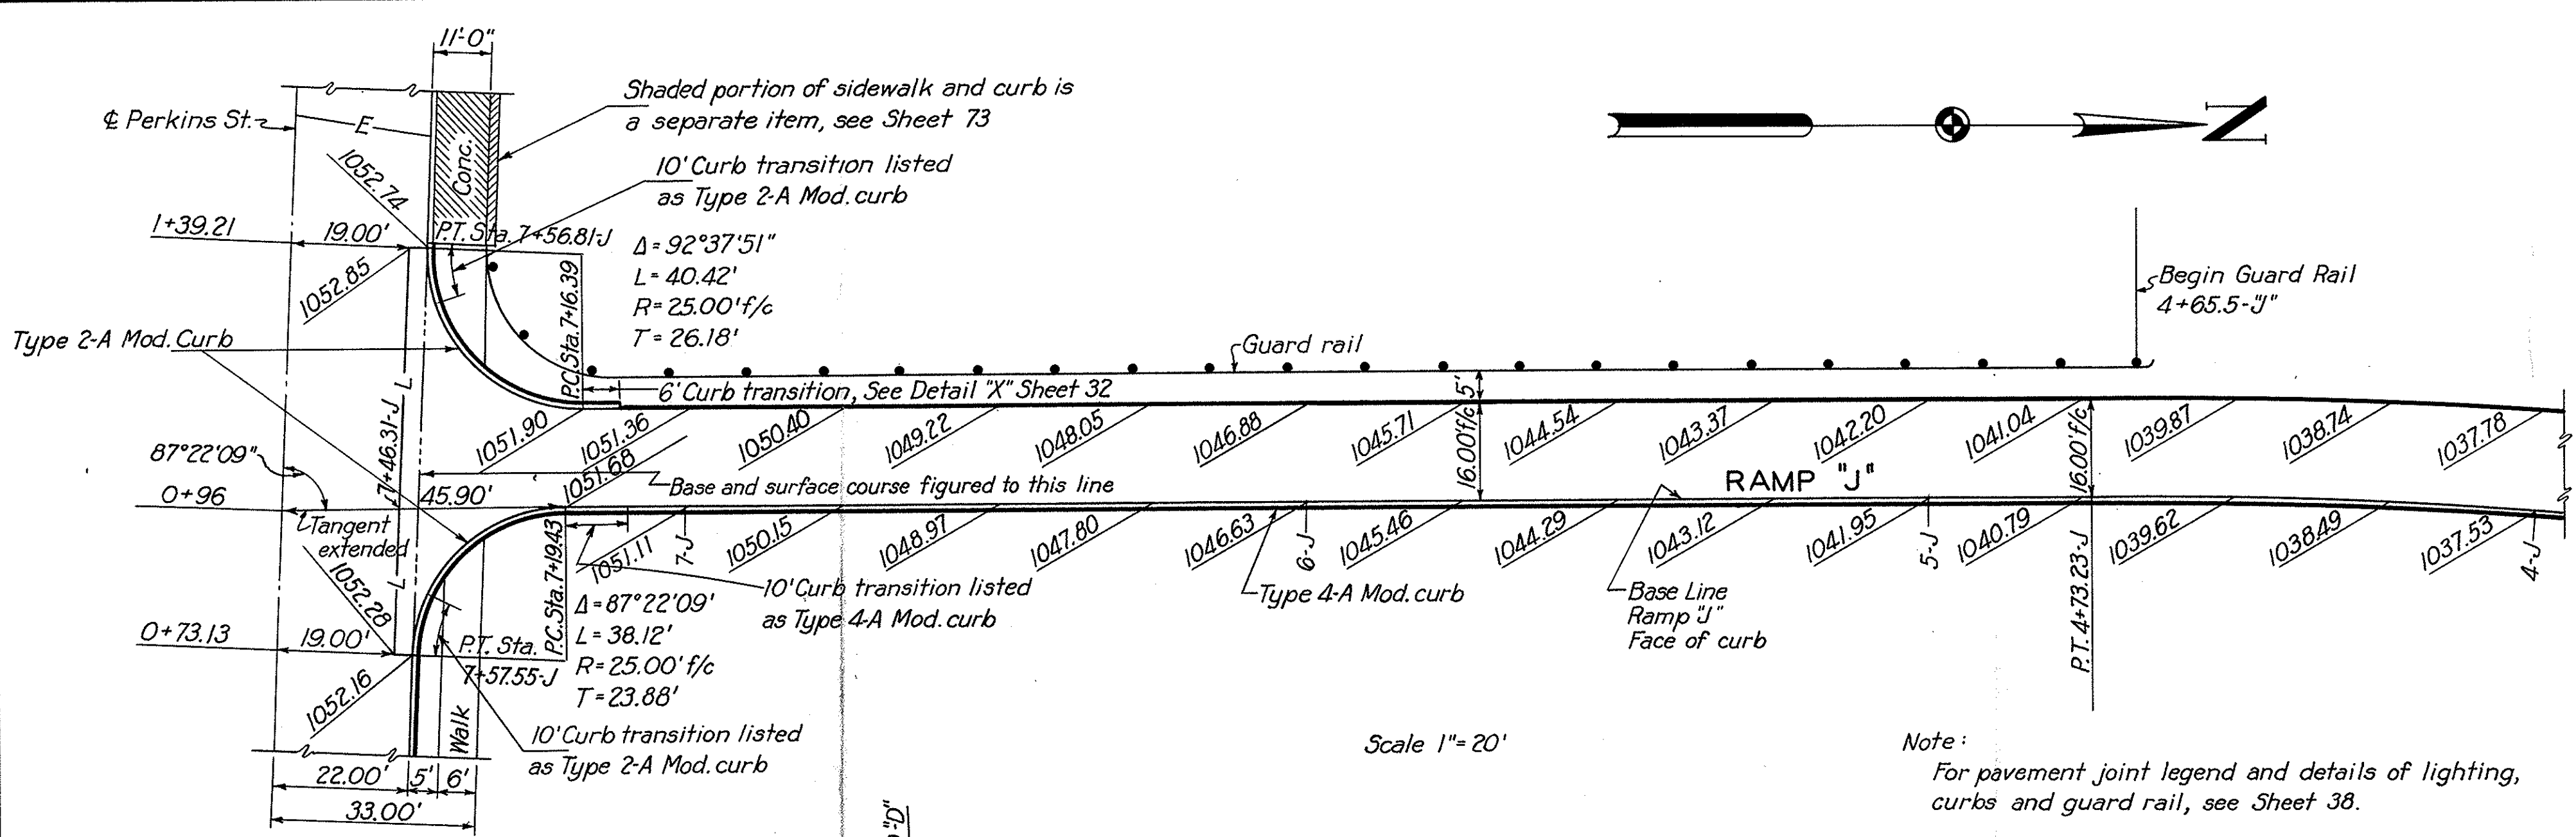 11'-0"
Shaded portion of sidewalk and curb is
a separate item, see Sheet 73
℄ Perkins St.
E
Conc.
10' Curb transition listed
as Type 2-A Mod. curb
N
1052.74
1+39.21
19.00'
P.T. Sta. 7+56.81-J
1052.85
Δ = 92°37'51"
L = 40.42'
R = 25.00' f/c
T = 26.18'
P.C. Sta. 7+16.39
Begin Guard Rail
4+65.5-"J"
Type 2-A Mod. Curb
Guard rail
6' Curb transition, See Detail "X" Sheet 32
5'
L
7+46.31-J
L
1051.90
1051.36
1050.40
1049.22
1048.05
1046.88
1045.71
16.00' f/c
1044.54
1043.37
1042.20
1041.04
16.00' f/c
1039.87
1038.74
1037.78
87°22'09"
1051.68
0+96
45.90'
Base and surface course figured to this line
RAMP "J"
Tangent
extended
1051.11
7-J
1050.15
1048.97
1047.80
1046.63
6-J
1045.46
1044.29
1043.12
1041.95
5-J
1040.79
1039.62
1038.49
1037.53
4-J
1052.28
P.C. Sta. 7+19.43
10' Curb transition listed
as Type 4-A Mod. curb
Type 4-A Mod. curb
Base Line
Ramp "J"
Face of curb
P.T. 4+73.23-J
0+73.13
19.00'
P.T. Sta.
7+57.55-J
Δ = 87°22'09'
L = 38.12'
R = 25.00' f/c
T = 23.88'
1052.16
Walk
10' Curb transition listed
as Type 2-A Mod. curb
Scale 1" = 20'
Note:
For pavement joint legend and details of lighting,
curbs and guard rail, see Sheet 38.
22.00'
5'
6'
33.00'
"D"